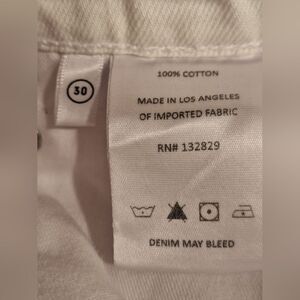 30
100% COTTON
MADE IN LOS ANGELES
OF IMPORTED FABRIC
RN# 132829
DENIM MAY BLEED